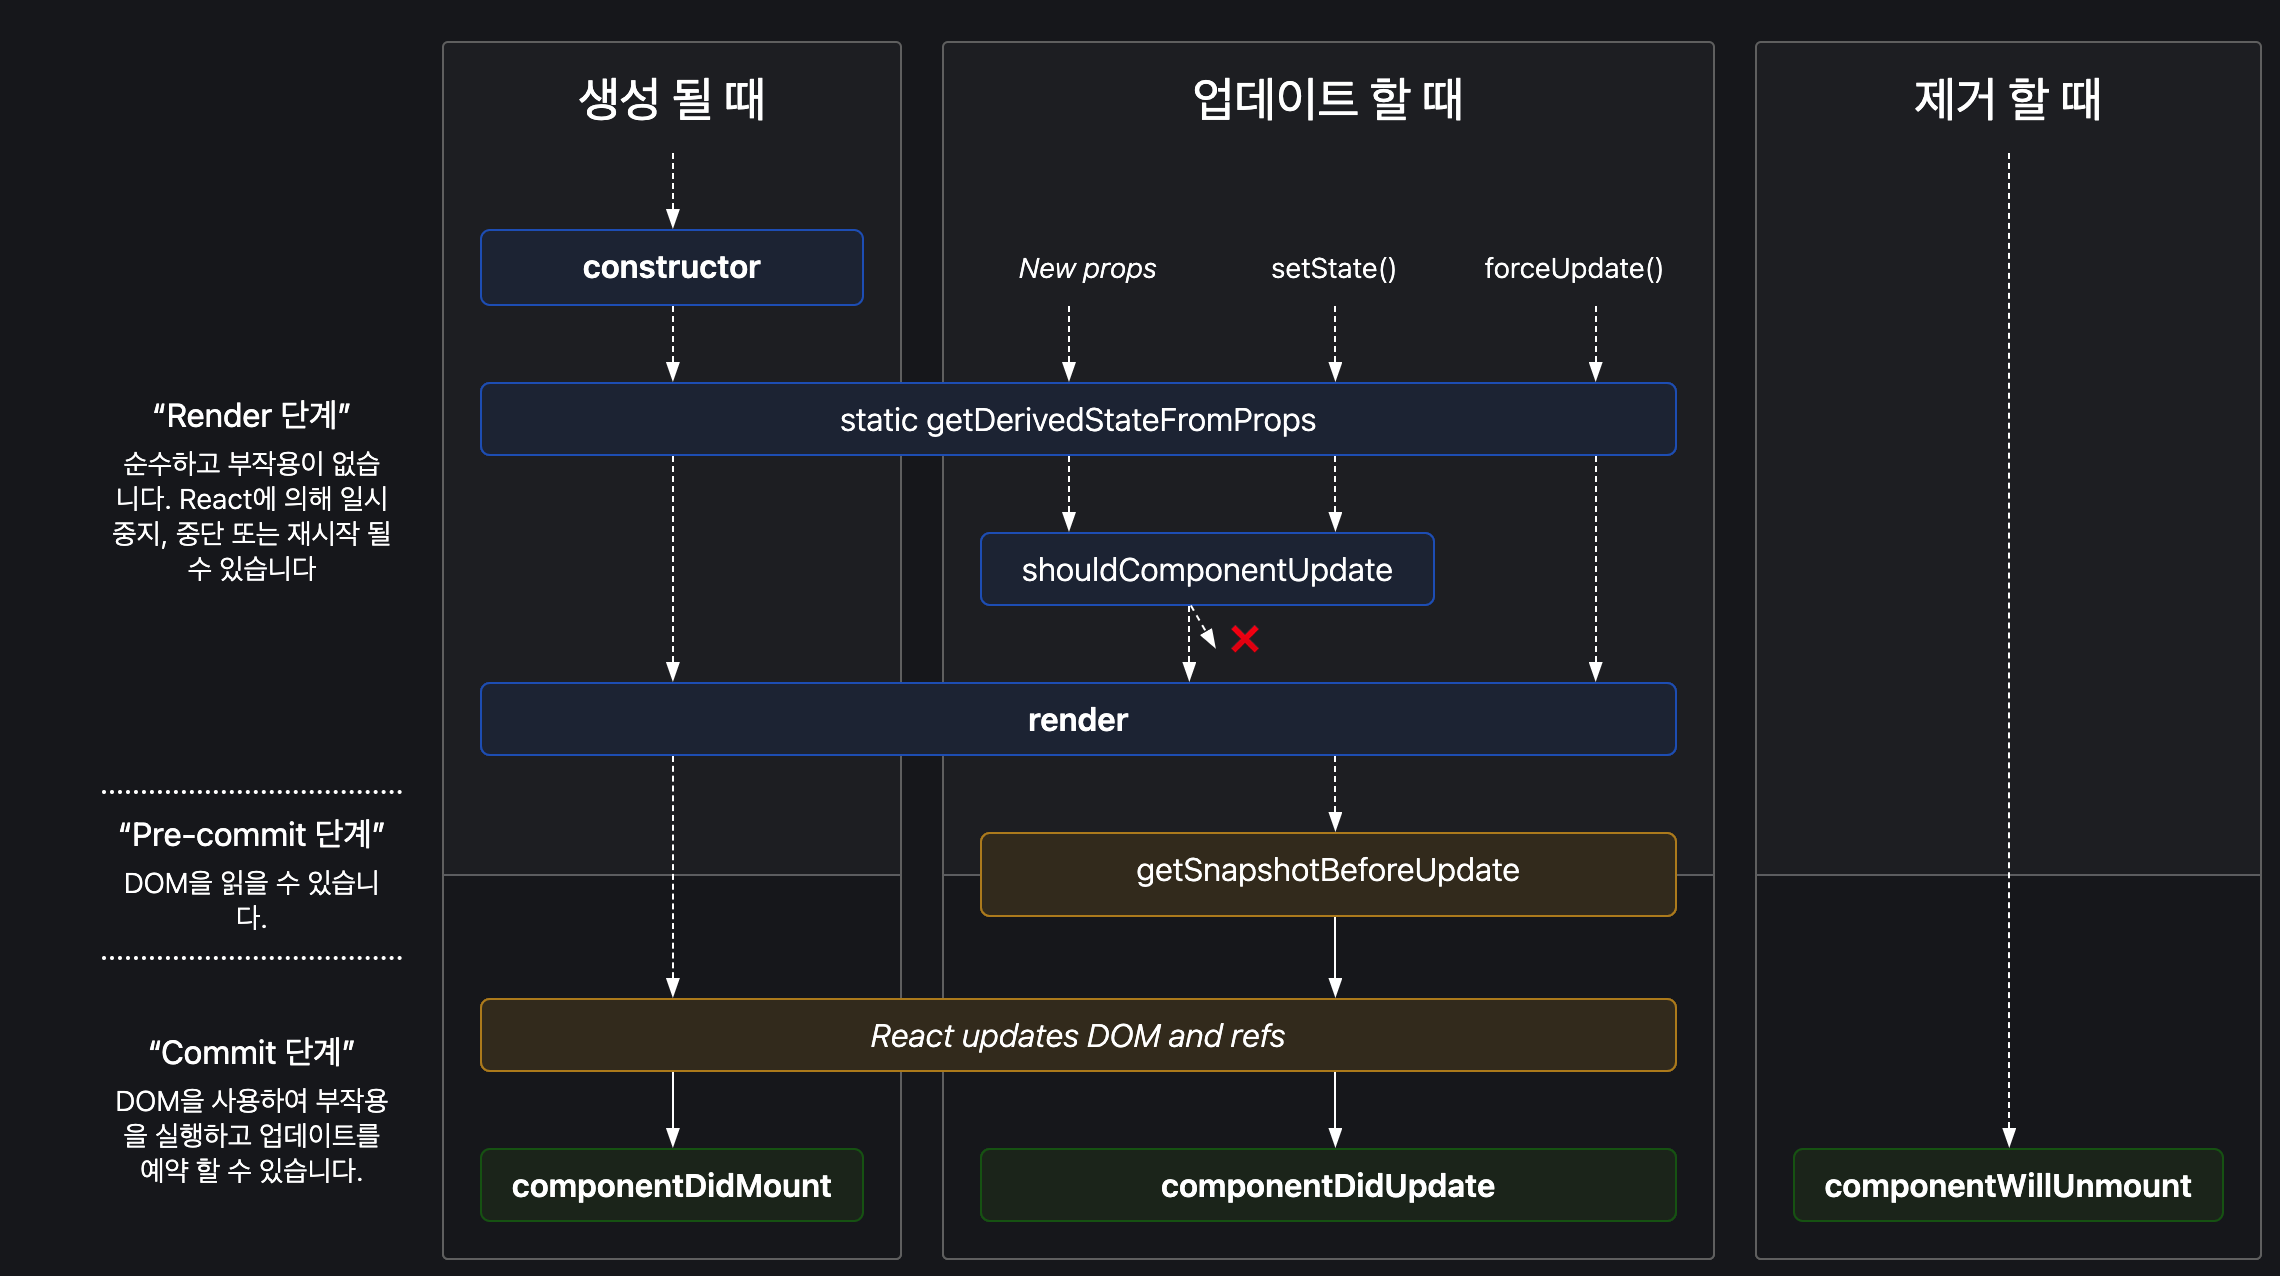 생성 될 때
업데이트 할 때
제거 할 때
constructor
New props
setState()
forceUpdate()
static getDerivedStateFromProps
“Render 단계”
순수하고 부작용이 없습
니다. React에 의해 일시
중지, 중단 또는 재시작 될
수 있습니다
shouldComponentUpdate
render
“Pre-commit 단계”
DOM을 읽을 수 있습니
다.
getSnapshotBeforeUpdate
React updates DOM and refs
“Commit 단계”
DOM을 사용하여 부작용
을 실행하고 업데이트를
예약 할 수 있습니다.
componentDidMount
componentDidUpdate
componentWillUnmount